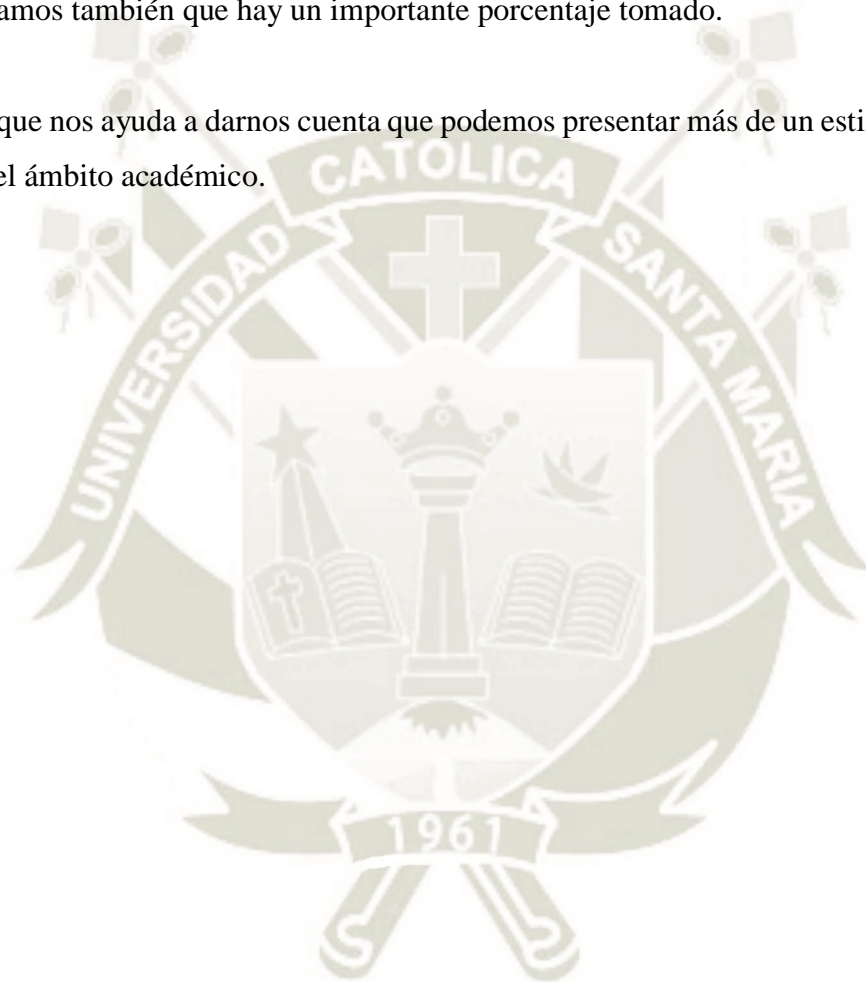 amos también que hay un importante porcentaje tomado.
que nos ayuda a darnos cuenta que podemos presentar más de un esti
el ámbito académico.
UNIVERSIDAD CATOLICA SANTA MARIA
1961